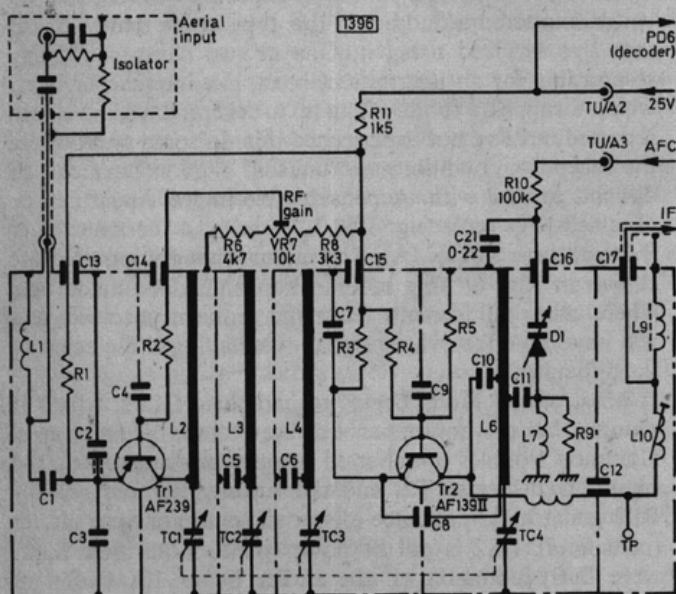 Aerial
input
1396
PD6
(decoder)
Isolator
TU/A2
25V
R11
1k5
TU/A3
AFC
R10
100k
RF
gain
R6
4k7
VR7
10k
R8
3k3
C21
0·22
IF
C13
C14
C15
C16
C17
L1
R1
R2
C7
R3
R4
R5
D1
L9
C4
C9
C10
C11
C2
L2
L3
L4
L6
L7
R9
L10
C1
C5
C6
C12
Tr1
AF239
Tr2
AF139II
C8
C3
TC1
TC2
TC3
TC4
TP